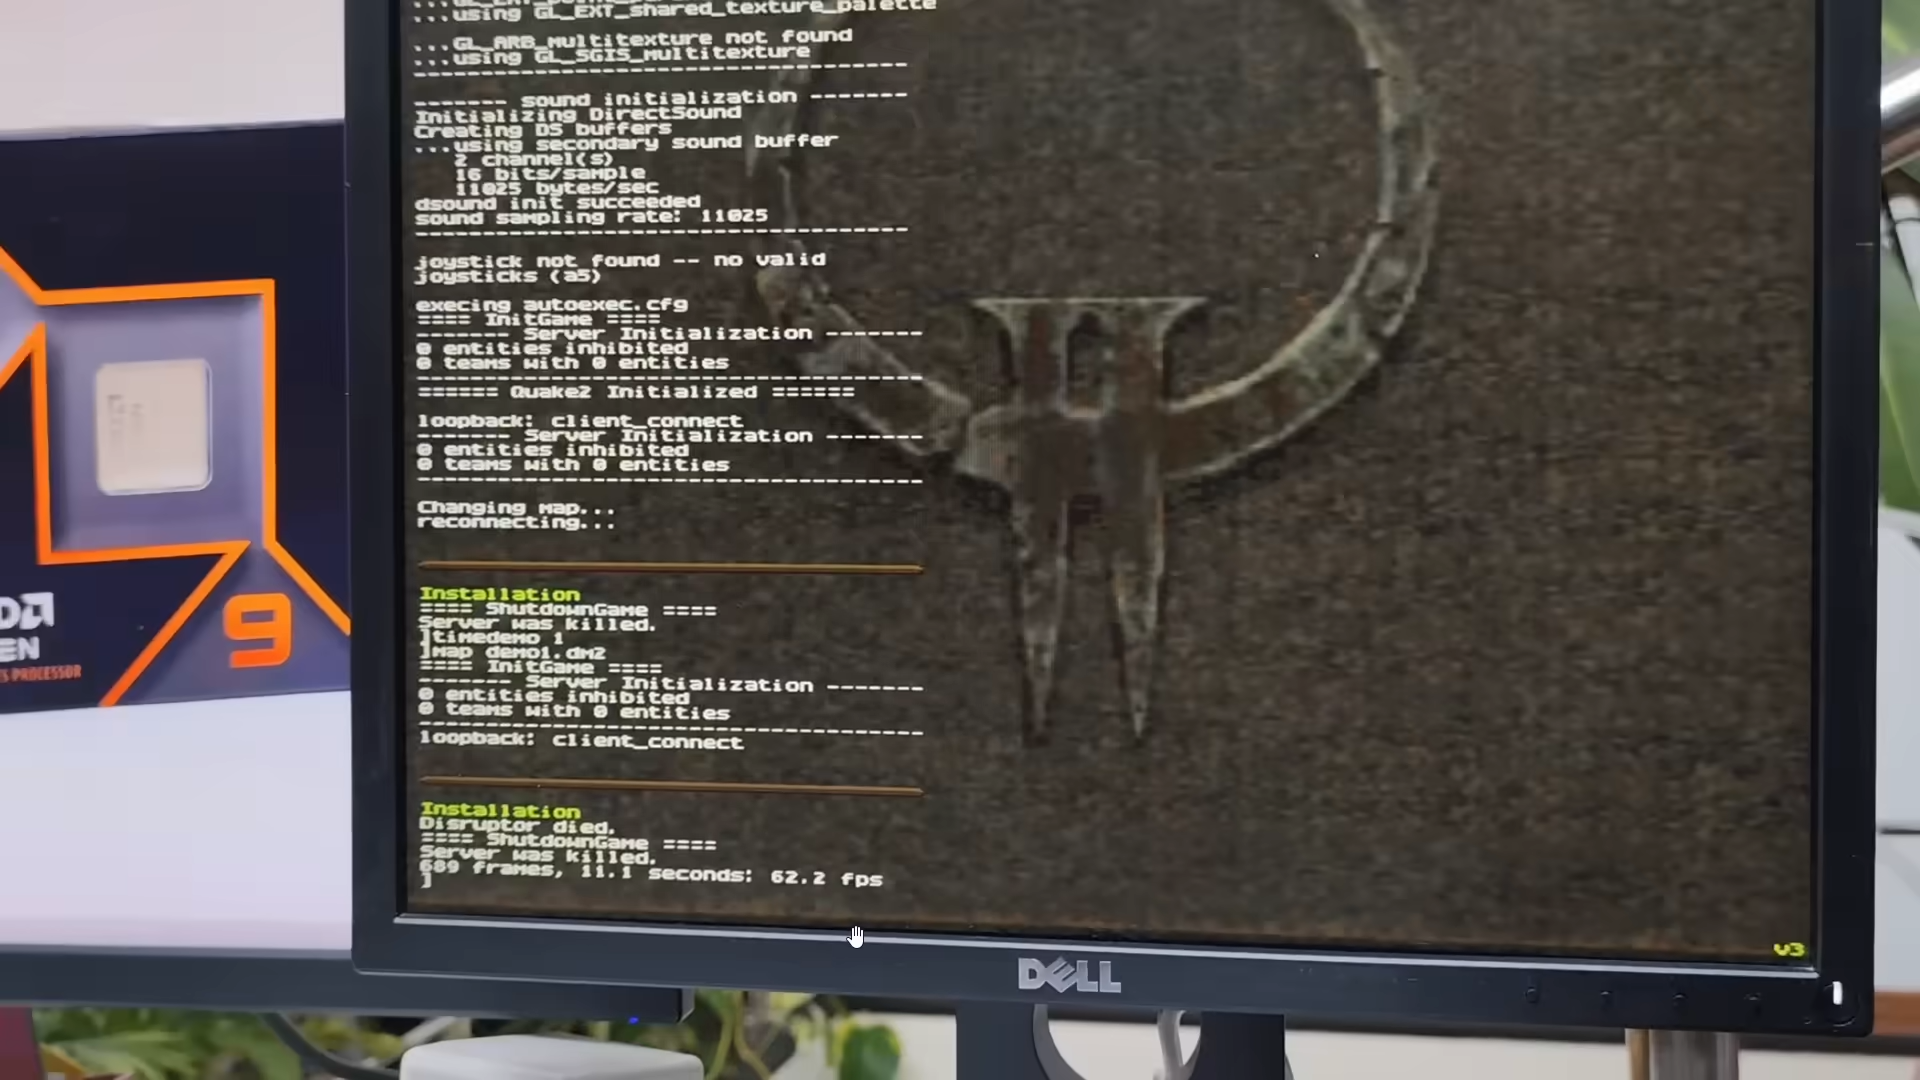 ...using GL_EXT_shared_texture_palette
...GL_ARB_multitexture not found
...using GL_SGIS_multitexture
------- sound initialization -------
Initializing DirectSound
Creating DS buffers
...using secondary sound buffer
2 channel(s)
16 bits/sample
11025 bytes/sec
dsound init succeeded
sound sampling rate: 11025
joystick not found -- no valid
joysticks (a5)
execing autoexec.cfg
==== InitGame ====
------- Server Initialization -------
0 entities inhibited
0 teams with 0 entities
====== Quake2 Initialized ======
loopback: client_connect
------- Server Initialization -------
0 entities inhibited
0 teams with 0 entities
Changing map...
reconnecting...
Installation
==== ShutdownGame ====
Server was killed.
]timedemo 1
]map demo1.dm2
==== InitGame ====
------- Server Initialization -------
0 entities inhibited
0 teams with 0 entities
loopback: client_connect
Installation
Disruptor died.
==== ShutdownGame ====
Server was killed.
689 frames, 11.1 seconds: 62.2 fps
]
v3
DELL
9
PROCESSOR